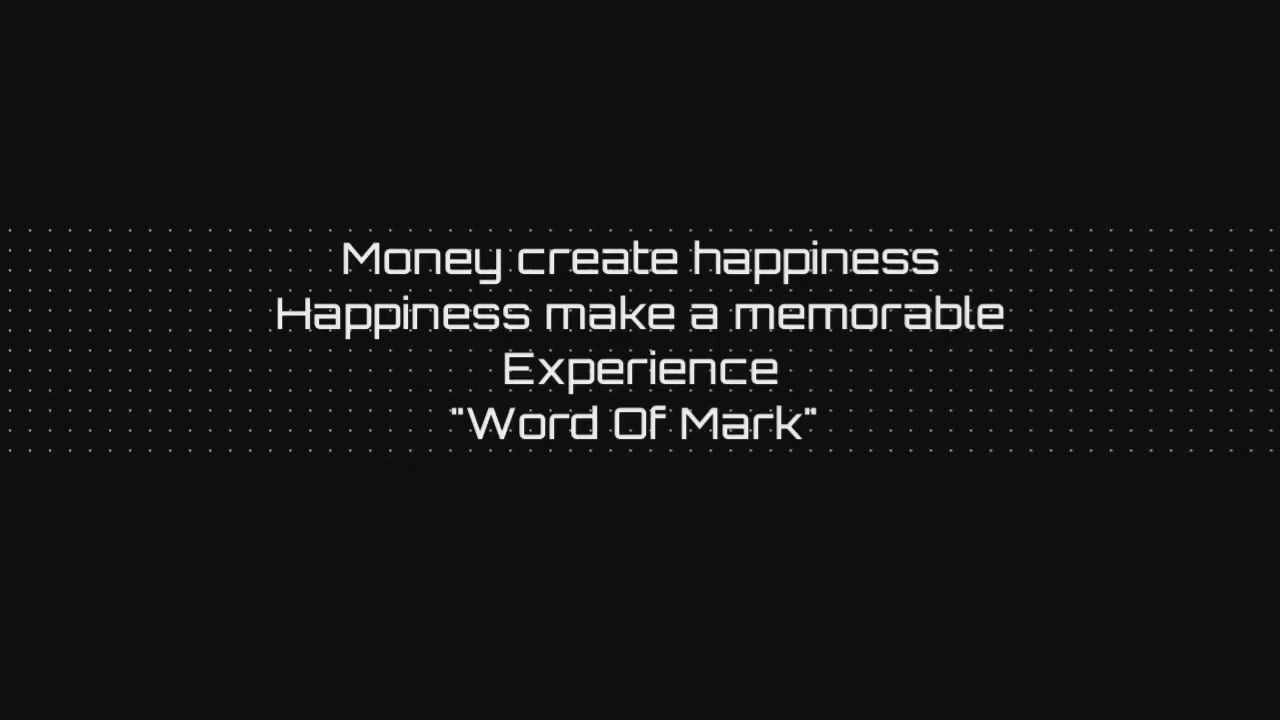 Money create happiness
Happiness make a memorable
Experience
"Word Of Mark"